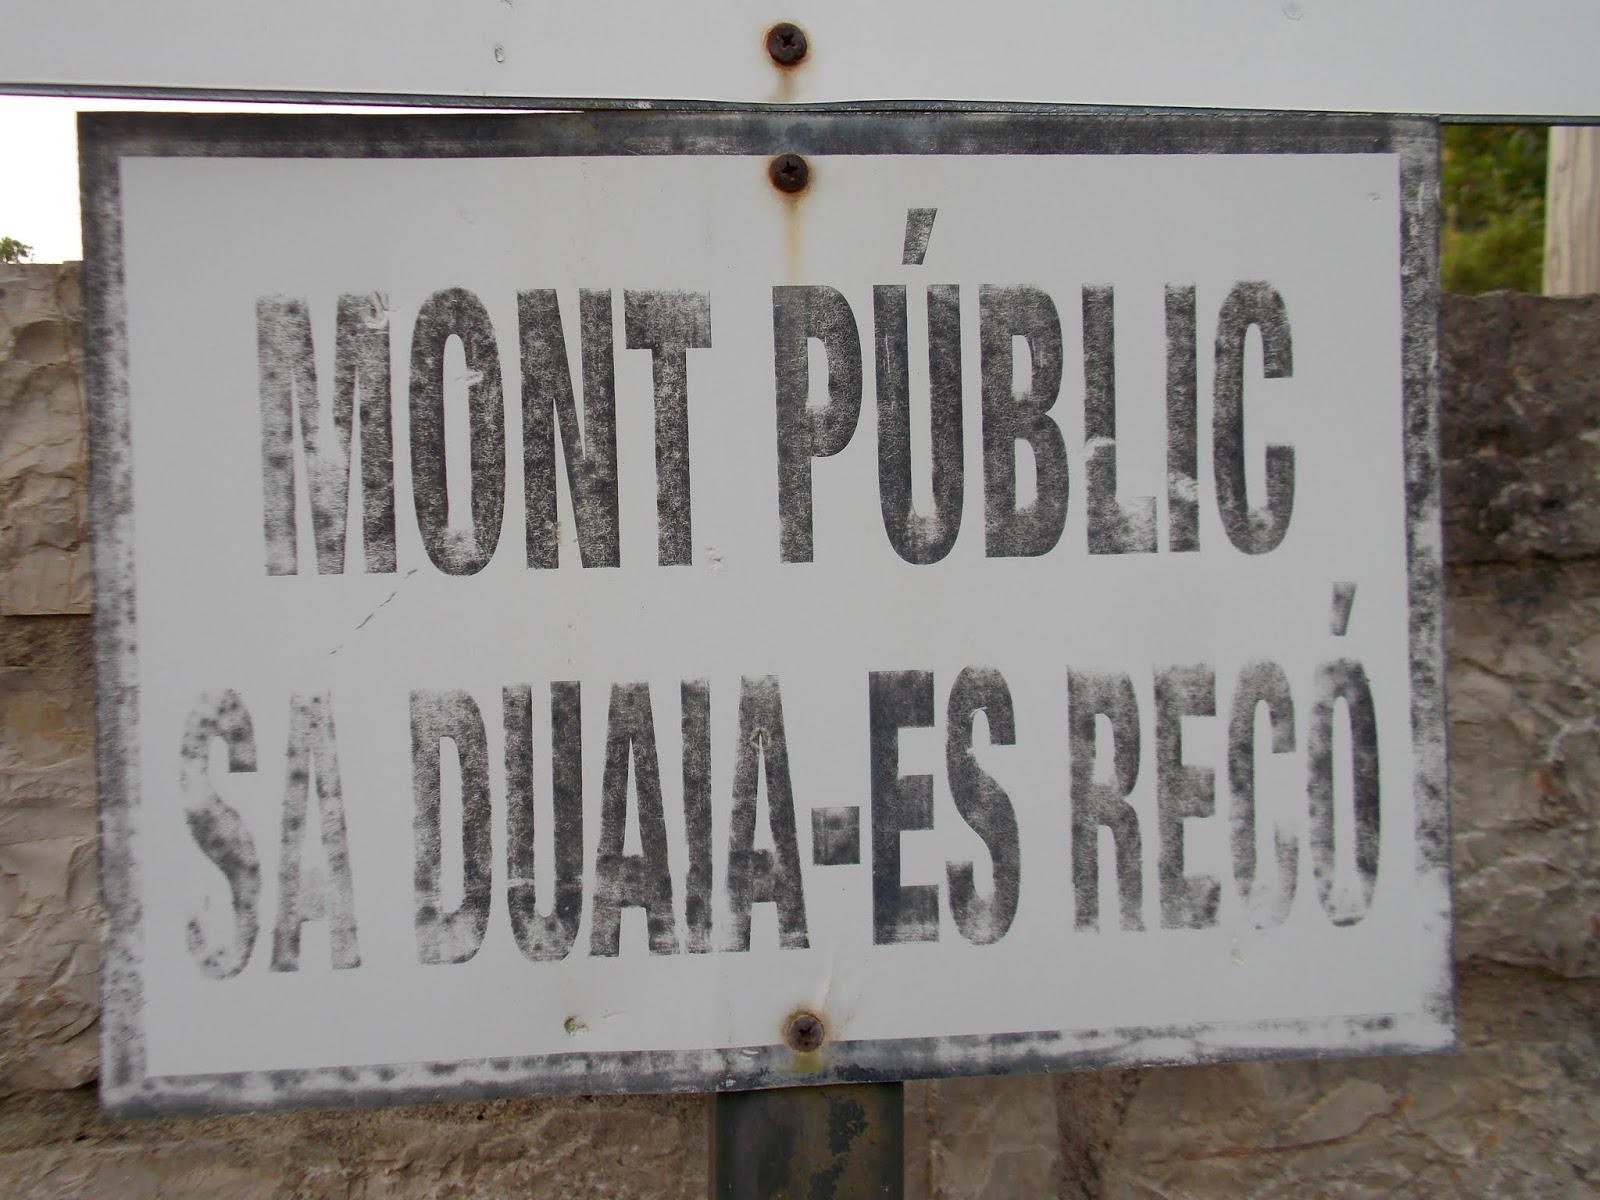 MONT PÚBLIC
SA DUAIA-ES RECÓ